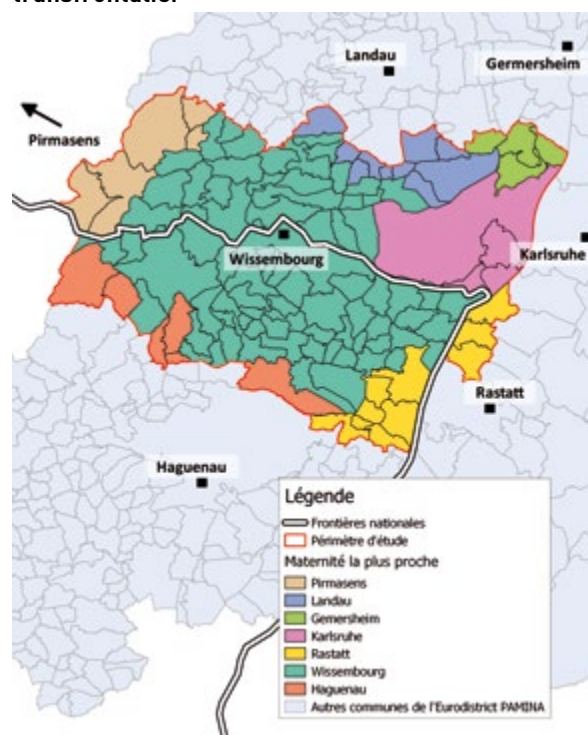 transfrontalier
Landau
Germersheim
Pirmasens
Wissembourg
Karlsruhe
Rastatt
Haguenau
Légende
Frontières nationales
Périmètre d'étude
Maternité la plus proche
Pirmasens
Landau
Gemersheim
Karlsruhe
Rastatt
Wissembourg
Haguenau
Autres communes de l'Eurodistrict PAMINA